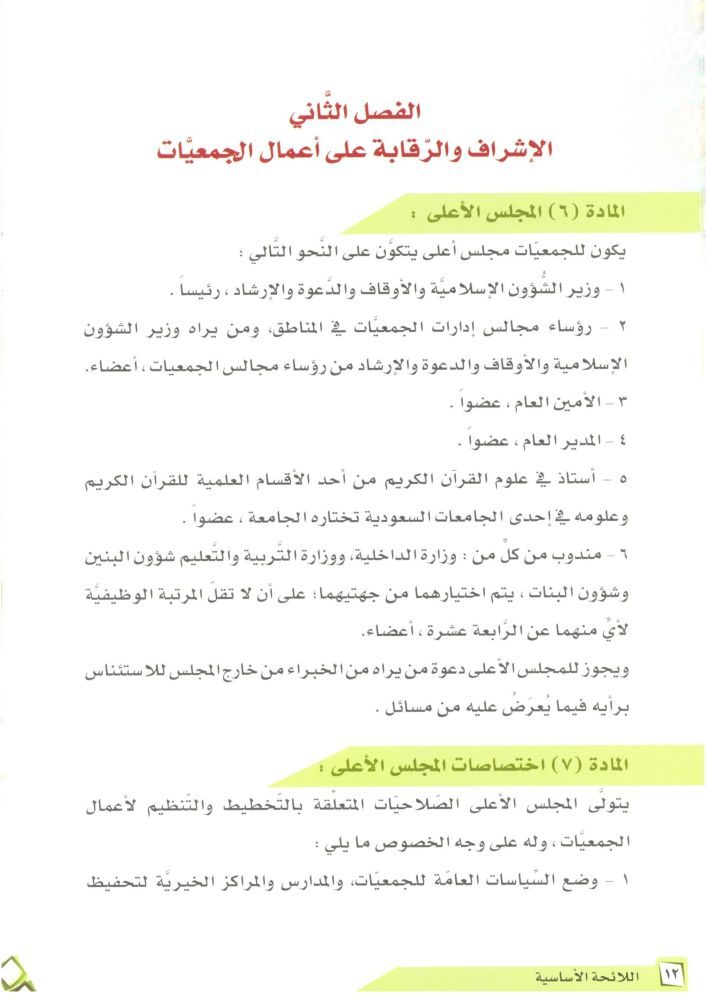 الفصل الثَّاني
الإشراف والرّقابة على أعمال الجمعيَّات
المادة (٦) المجلس الأعلى :
يكون للجمعيّات مجلس أعلى يتكوَّن على النَّحو التَّالي :
١ - وزير الشُّؤون الإسلاميَّة والأوقاف والدَّعوة والإرشاد ، رئيساً .
٢ - رؤساء مجالس إدارات الجمعيَّات في المناطق، ومن يراه وزير الشؤون
الإسلامية والأوقاف والدعوة والإرشاد من رؤساء مجالس الجمعيات ، أعضاء.
٣ - الأمين العام ، عضواً .
٤ - المدير العام ، عضواً .
٥ - أستاذ في علوم القرآن الكريم من أحد الأقسام العلمية للقرآن الكريم
وعلومه في إحدى الجامعات السعودية تختاره الجامعة ، عضواً .
٦ - مندوب من كلٍّ من : وزارة الداخلية، ووزارة التَّربية والتَّعليم شؤون البنين
وشؤون البنات ، يتم اختيارهما من جهتيهما؛ على أن لا تقلّ المرتبة الوظيفيَّة
لأيٍّ منهما عن الرَّابعة عشرة ، أعضاء.
ويجوز للمجلس الأعلى دعوة من يراه من الخبراء من خارج المجلس للاستئناس
برأيه فيما يُعرَضُ عليه من مسائل .
المادة (٧) اختصاصات المجلس الأعلى :
يتولَّى المجلس الأعلى الصَّلاحيَّات المتعلّقة بالتَّخطيط والتَّنظيم لأعمال
الجمعيَّات ، وله على وجه الخصوص ما يلي :
١ - وضع السِّياسات العامَّة للجمعيَّات، والمدارس والمراكز الخيريَّة لتحفيظ
١٢ اللائحة الأساسية